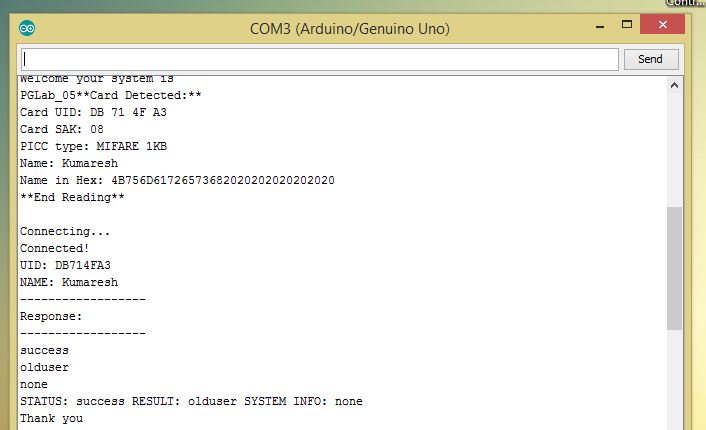 Contr...
COM3 (Arduino/Genuino Uno)
Send
Welcome your system is
PGLab_05**Card Detected:**
Card UID: DB 71 4F A3
Card SAK: 08
PICC type: MIFARE 1KB
Name: Kumaresh
Name in Hex: 4B756D61726573682020202020202020
**End Reading**
Connecting...
Connected!
UID: DB714FA3
NAME: Kumaresh
------------------
Response:
------------------
success
olduser
none
STATUS: success RESULT: olduser SYSTEM INFO: none
Thank you